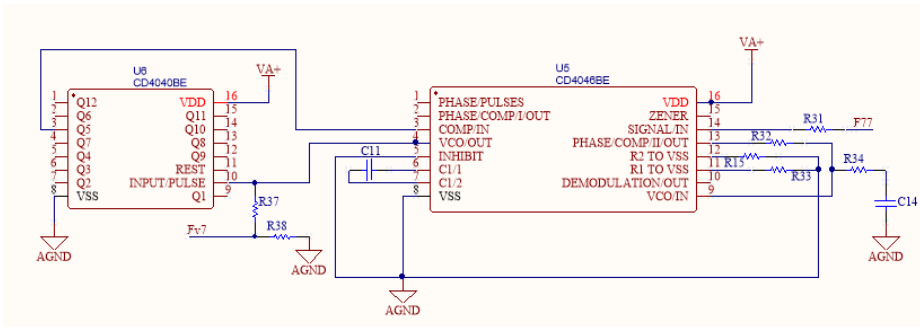 U6
CD4040BE
VA+
1 Q12 VDD 16
2 Q6 Q11 15
3 Q5 Q10 14
4 Q7 Q8 13
5 Q4 Q9 12
6 Q3 REST 11
7 Q2 INPUT/PULSE 10
8 VSS Q1 9
R37
Fv7 R38
AGND
AGND
U5
CD4046BE
VA+
1 PHASE/PULSES VDD 16
2 PHASE/COMP/I/OUT ZENER 15
3 COMP/IN SIGNAL/IN 14 R31 F77
4 VCO/OUT PHASE/COMP/II/OUT 13 R32
5 INHIBIT R2 TO VSS 12 R15
C11 6 C1/1 R1 TO VSS 11 R33 R34
7 C1/2 DEMODULATION/OUT 10
8 VSS VCO/IN 9
C14
AGND
AGND